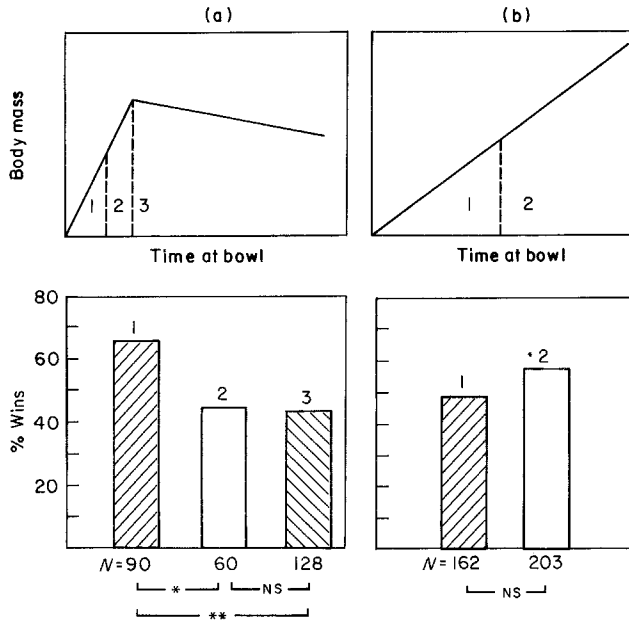 (a) (b)
Body mass
1 2 3
1 2
Time at bowl Time at bowl
80
60
40
20
% Wins
1
2
3
1
2
N=90 60 128
N=162 203
* NS
**
NS